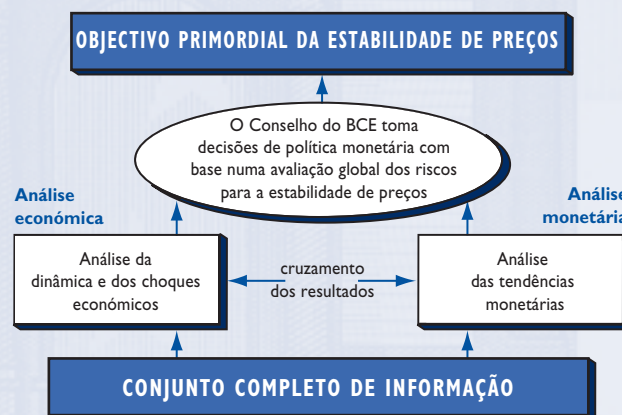 OBJECTIVO PRIMORDIAL DA ESTABILIDADE DE PREÇOS
O Conselho do BCE toma
decisões de política monetária com
base numa avaliação global dos riscos
para a estabilidade de preços
Análise
económica
Análise
monetária
Análise da
dinâmica e dos choques
económicos
cruzamento
dos resultados
Análise
das tendências
monetárias
CONJUNTO COMPLETO DE INFORMAÇÃO